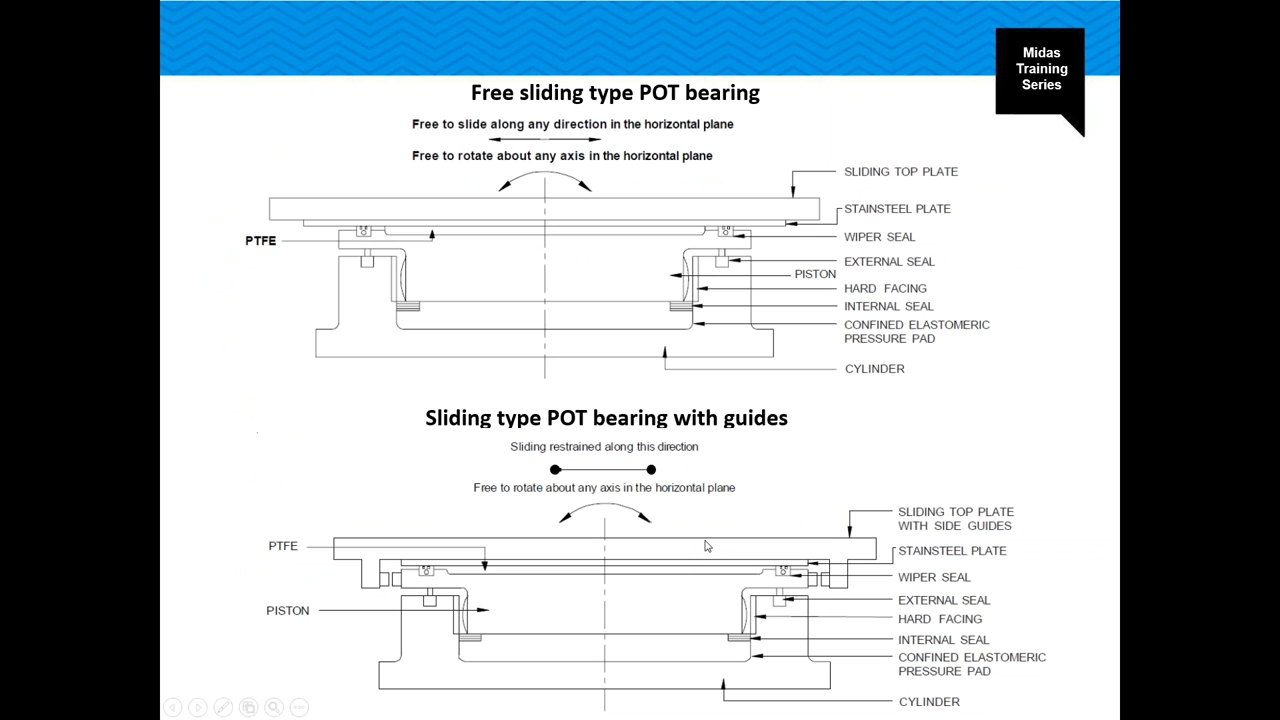 Midas
Training
Series
Free sliding type POT bearing
Free to slide along any direction in the horizontal plane
Free to rotate about any axis in the horizontal plane
SLIDING TOP PLATE
STAINSTEEL PLATE
PTFE
WIPER SEAL
EXTERNAL SEAL
PISTON
HARD FACING
INTERNAL SEAL
CONFINED ELASTOMERIC
PRESSURE PAD
CYLINDER
Sliding type POT bearing with guides
Sliding restrained along this direction
Free to rotate about any axis in the horizontal plane
SLIDING TOP PLATE
WITH SIDE GUIDES
PTFE
STAINSTEEL PLATE
WIPER SEAL
EXTERNAL SEAL
PISTON
HARD FACING
INTERNAL SEAL
CONFINED ELASTOMERIC
PRESSURE PAD
CYLINDER